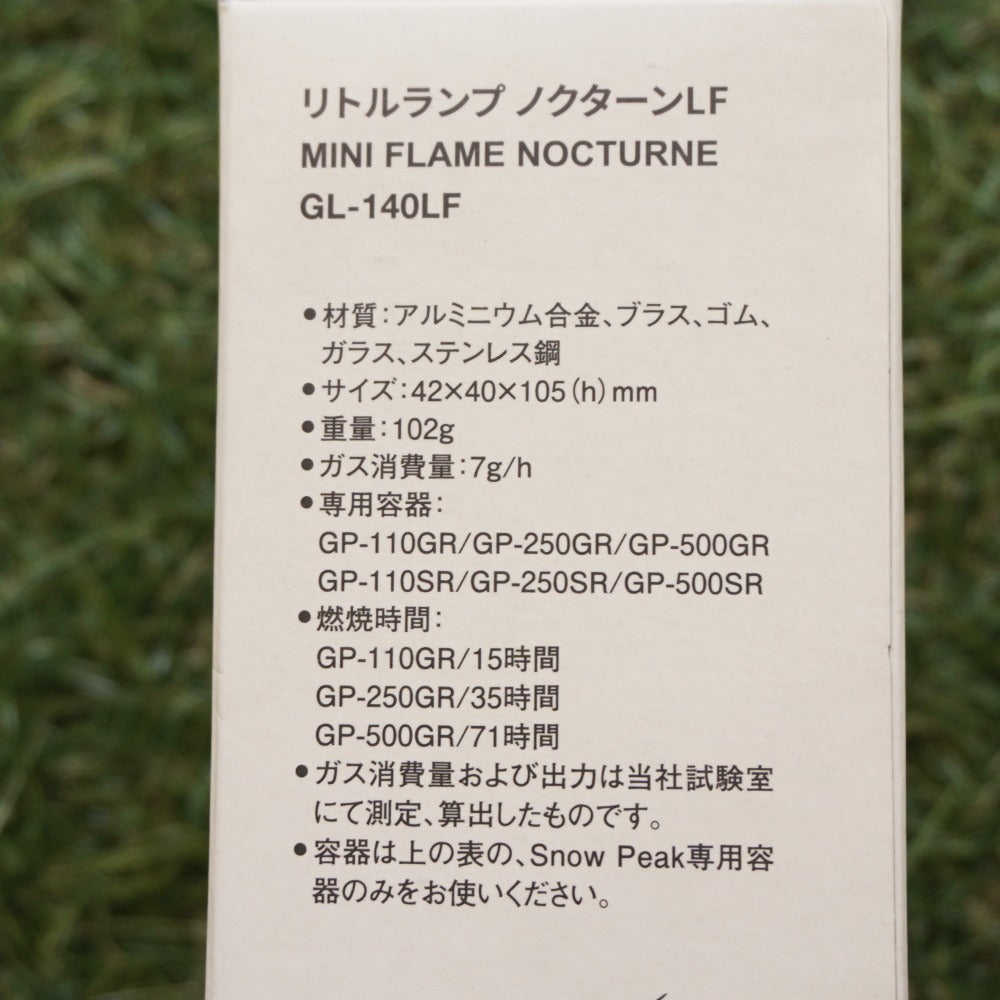 リトルランプ ノクターンLF
MINI FLAME NOCTURNE
GL-140LF
●材質:アルミニウム合金、ブラス、ゴム、
ガラス、ステンレス鋼
●サイズ:42×40×105(h)mm
●重量:102g
●ガス消費量:7g/h
●専用容器:
GP-110GR/GP-250GR/GP-500GR
GP-110SR/GP-250SR/GP-500SR
●燃焼時間:
GP-110GR/15時間
GP-250GR/35時間
GP-500GR/71時間
●ガス消費量および出力は当社試験室
にて測定、算出したものです。
●容器は上の表の、Snow Peak専用容
器のみをお使いください。